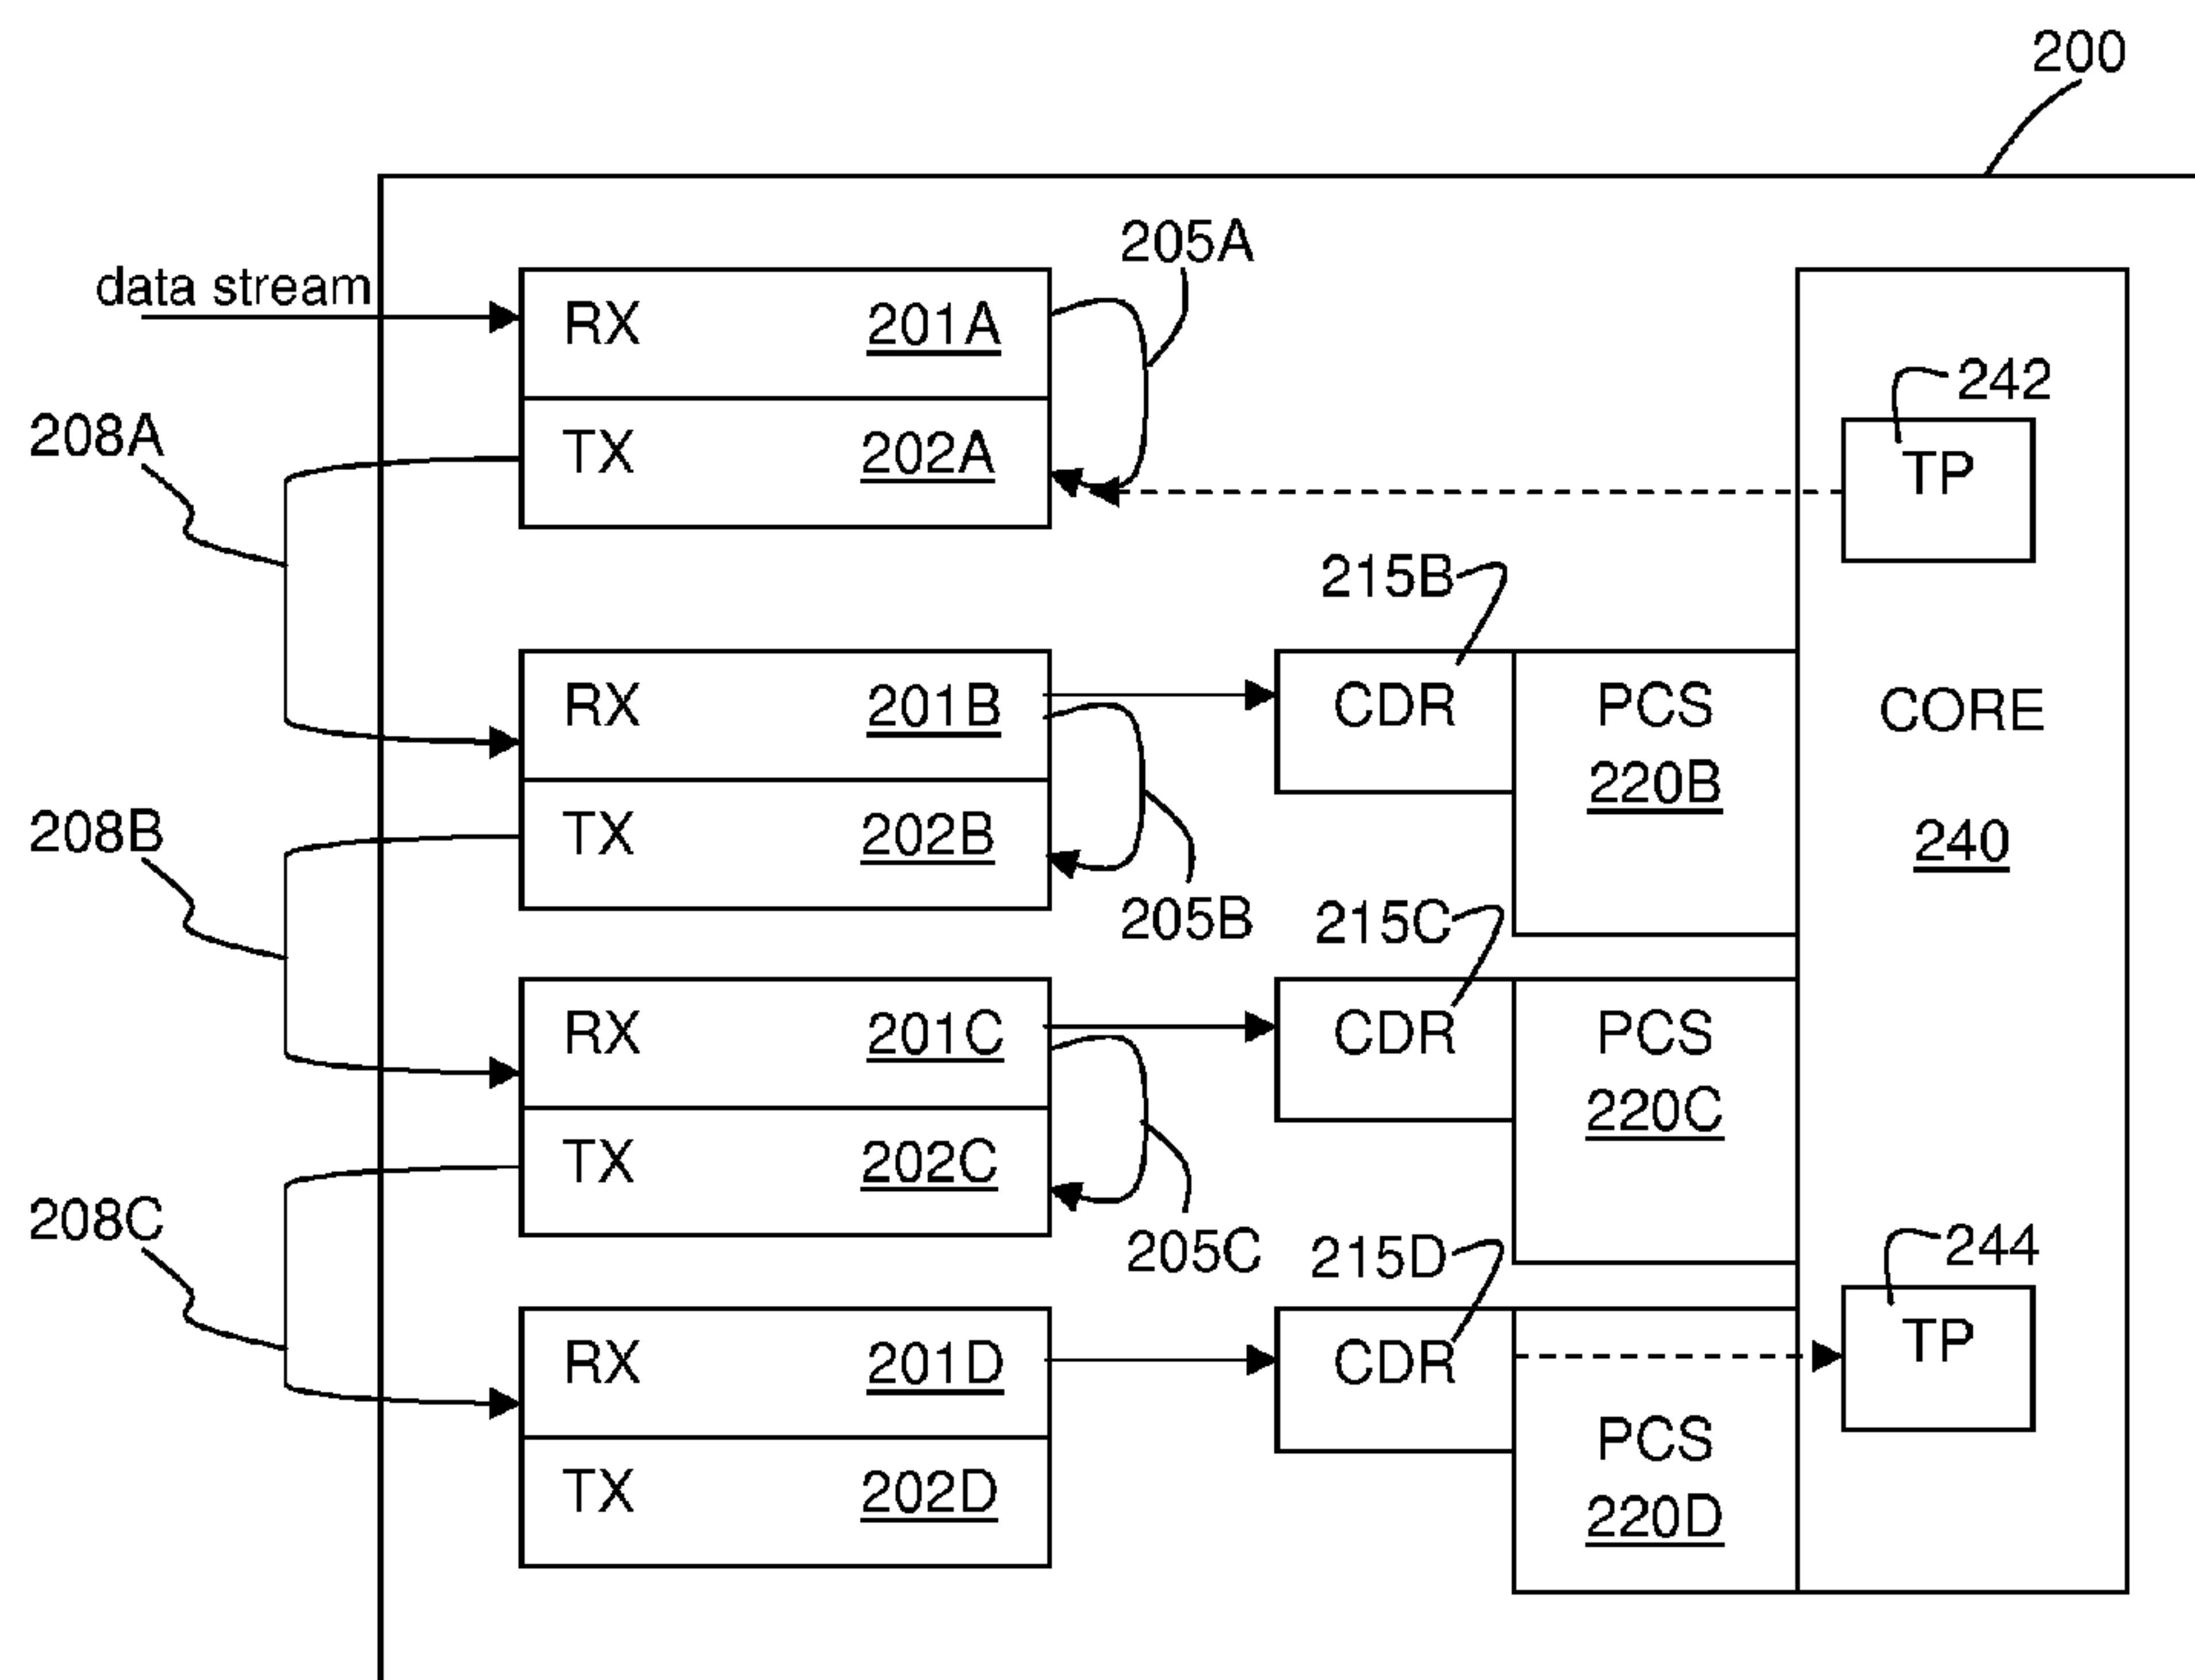 200
205A
data stream
RX 201A
242
208A
TX 202A
TP
215B
RX 201B
CDR
PCS
CORE
220B
208B
TX 202B
240
205B
215C
RX 201C
CDR
PCS
220C
TX 202C
208C
205C
215D
244
RX 201D
CDR
TP
PCS
TX 202D
220D